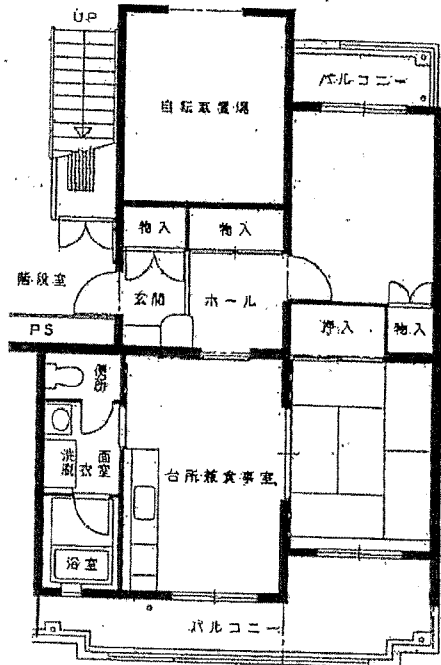 UP
バルコニー
自転車置場
物入
物入
階段室
玄関
ホール
PS
押入
物入
便所
洗面
脱衣室
台所兼食事室
浴室
バルコニー